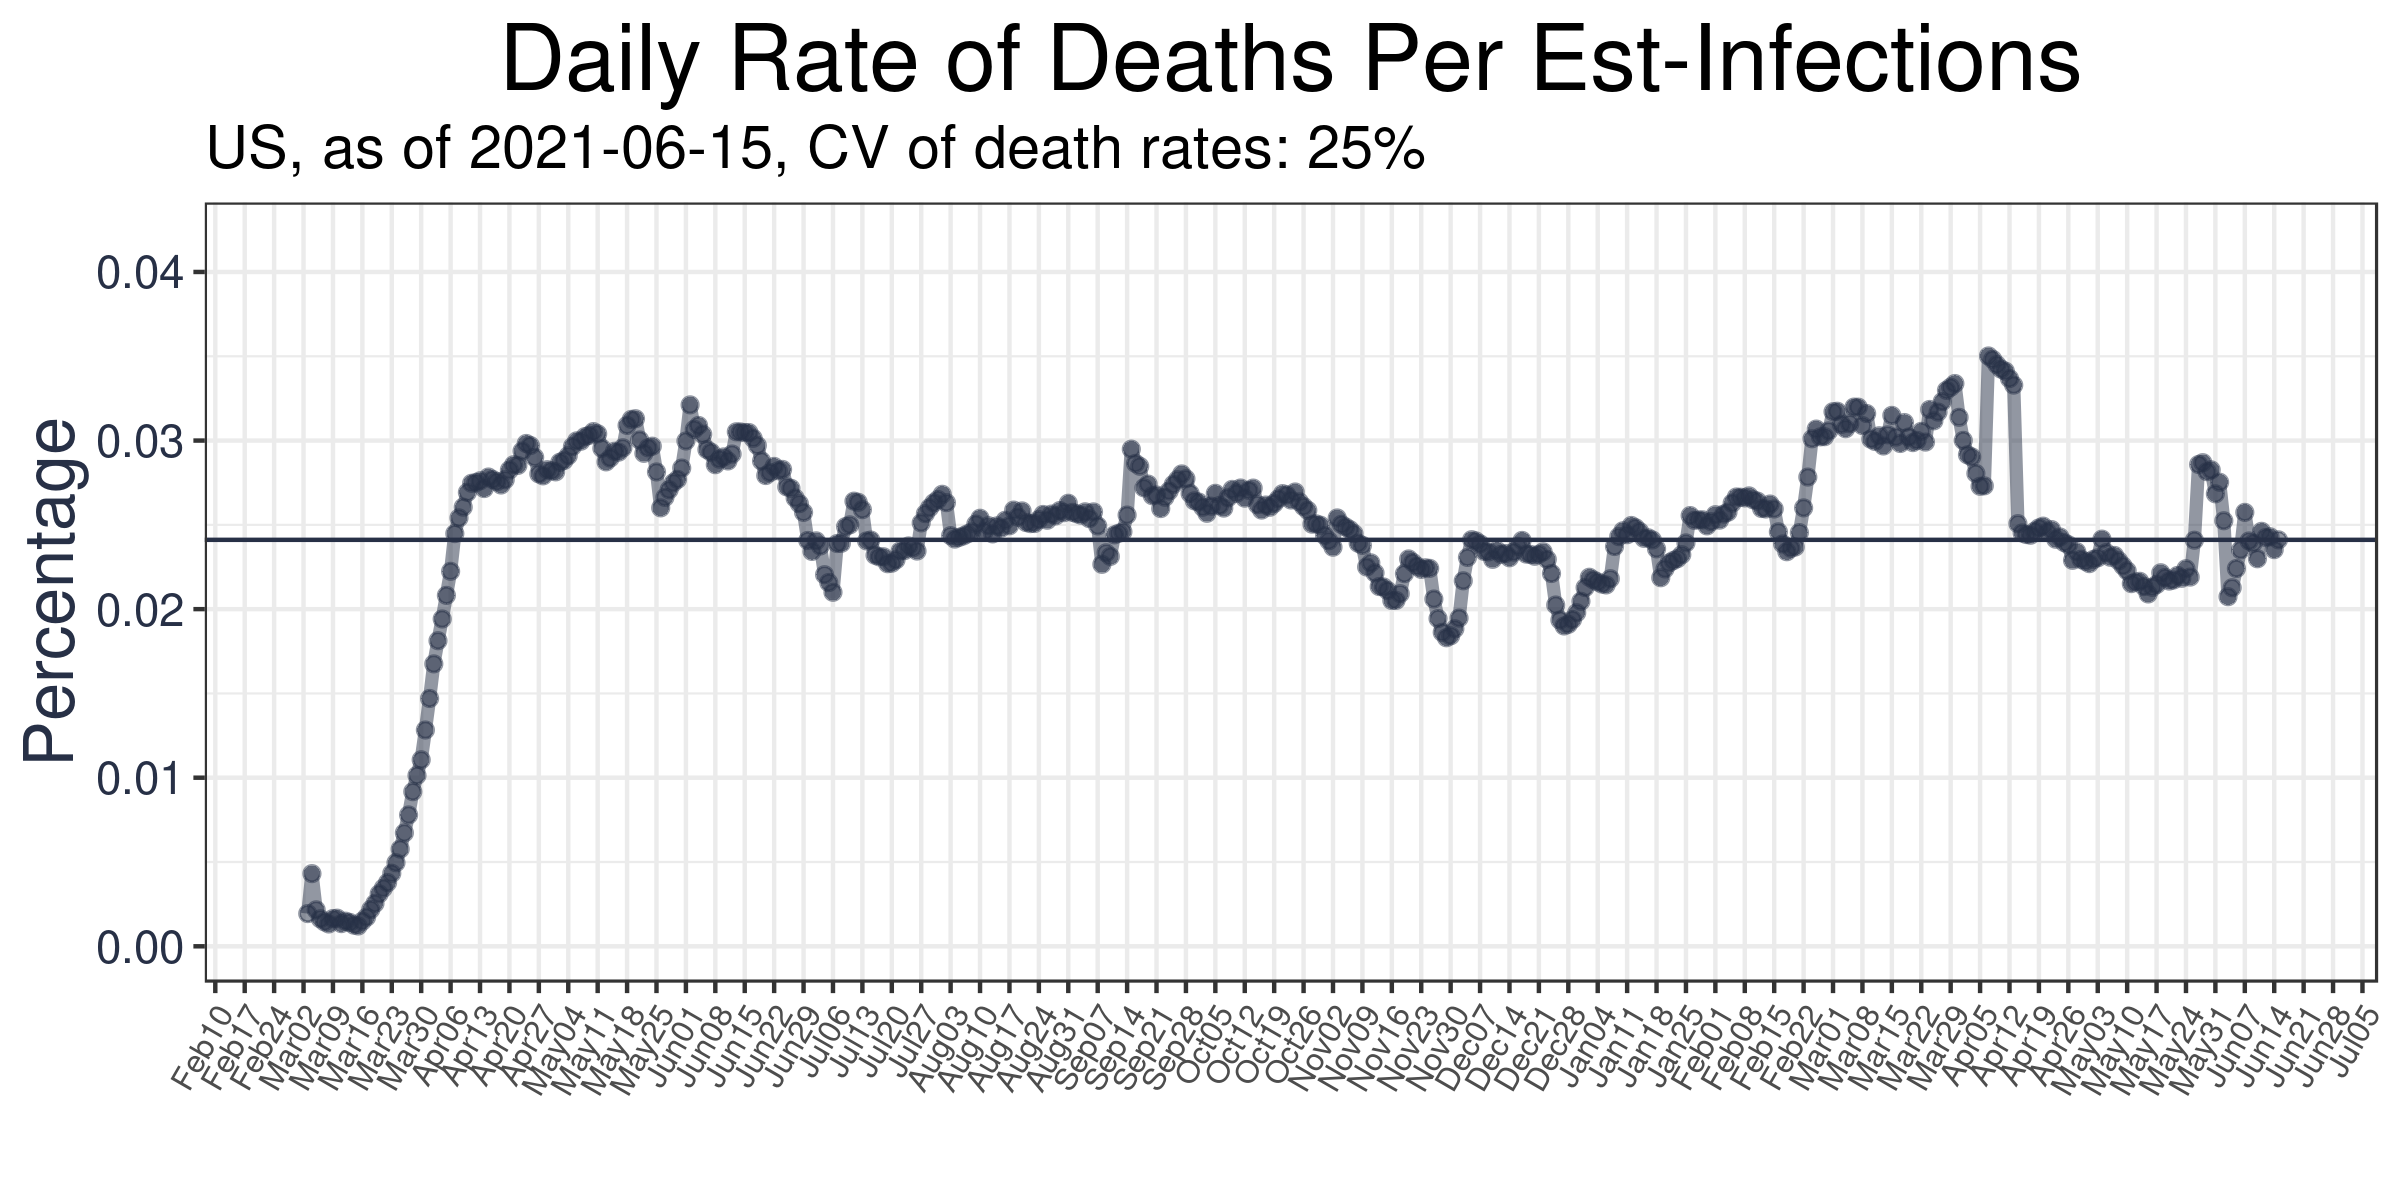 Daily Rate of Deaths Per Est-Infections
US, as of 2021-06-15, CV of death rates: 25%
Percentage
0.04
0.03
0.02
0.01
0.00
Feb10
Feb17
Feb24
Mar02
Mar09
Mar16
Mar23
Mar30
Apr06
Apr13
Apr20
Apr27
May04
May11
May18
May25
Jun01
Jun08
Jun15
Jun22
Jun29
Jul06
Jul13
Jul20
Jul27
Aug03
Aug10
Aug17
Aug24
Aug31
Sep07
Sep14
Sep21
Sep28
Oct05
Oct12
Oct19
Oct26
Nov02
Nov09
Nov16
Nov23
Nov30
Dec07
Dec14
Dec21
Dec28
Jan04
Jan11
Jan18
Jan25
Feb01
Feb08
Feb15
Feb22
Mar01
Mar08
Mar15
Mar22
Mar29
Apr05
Apr12
Apr19
Apr26
May03
May10
May17
May24
May31
Jun07
Jun14
Jun21
Jun28
Jul05